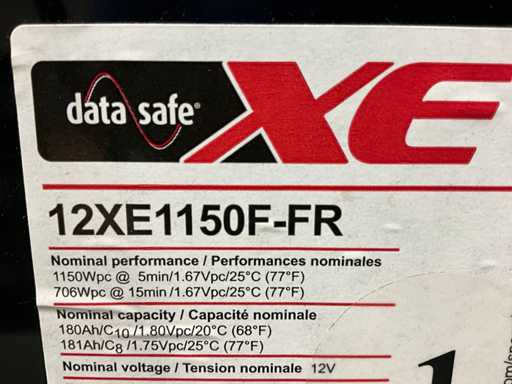 data safe®
XE
12XE1150F-FR
Nominal performance / Performances nominales
1150Wpc @ 5min/1.67Vpc/25°C (77°F)
706Wpc @ 15min/1.67Vpc/25°C (77°F)
Nominal capacity / Capacité nominale
180Ah/C10 /1.80Vpc/20°C (68°F)
181Ah/C8 /1.75Vpc/25°C (77°F)
Nominal voltage / Tension nominale 12V